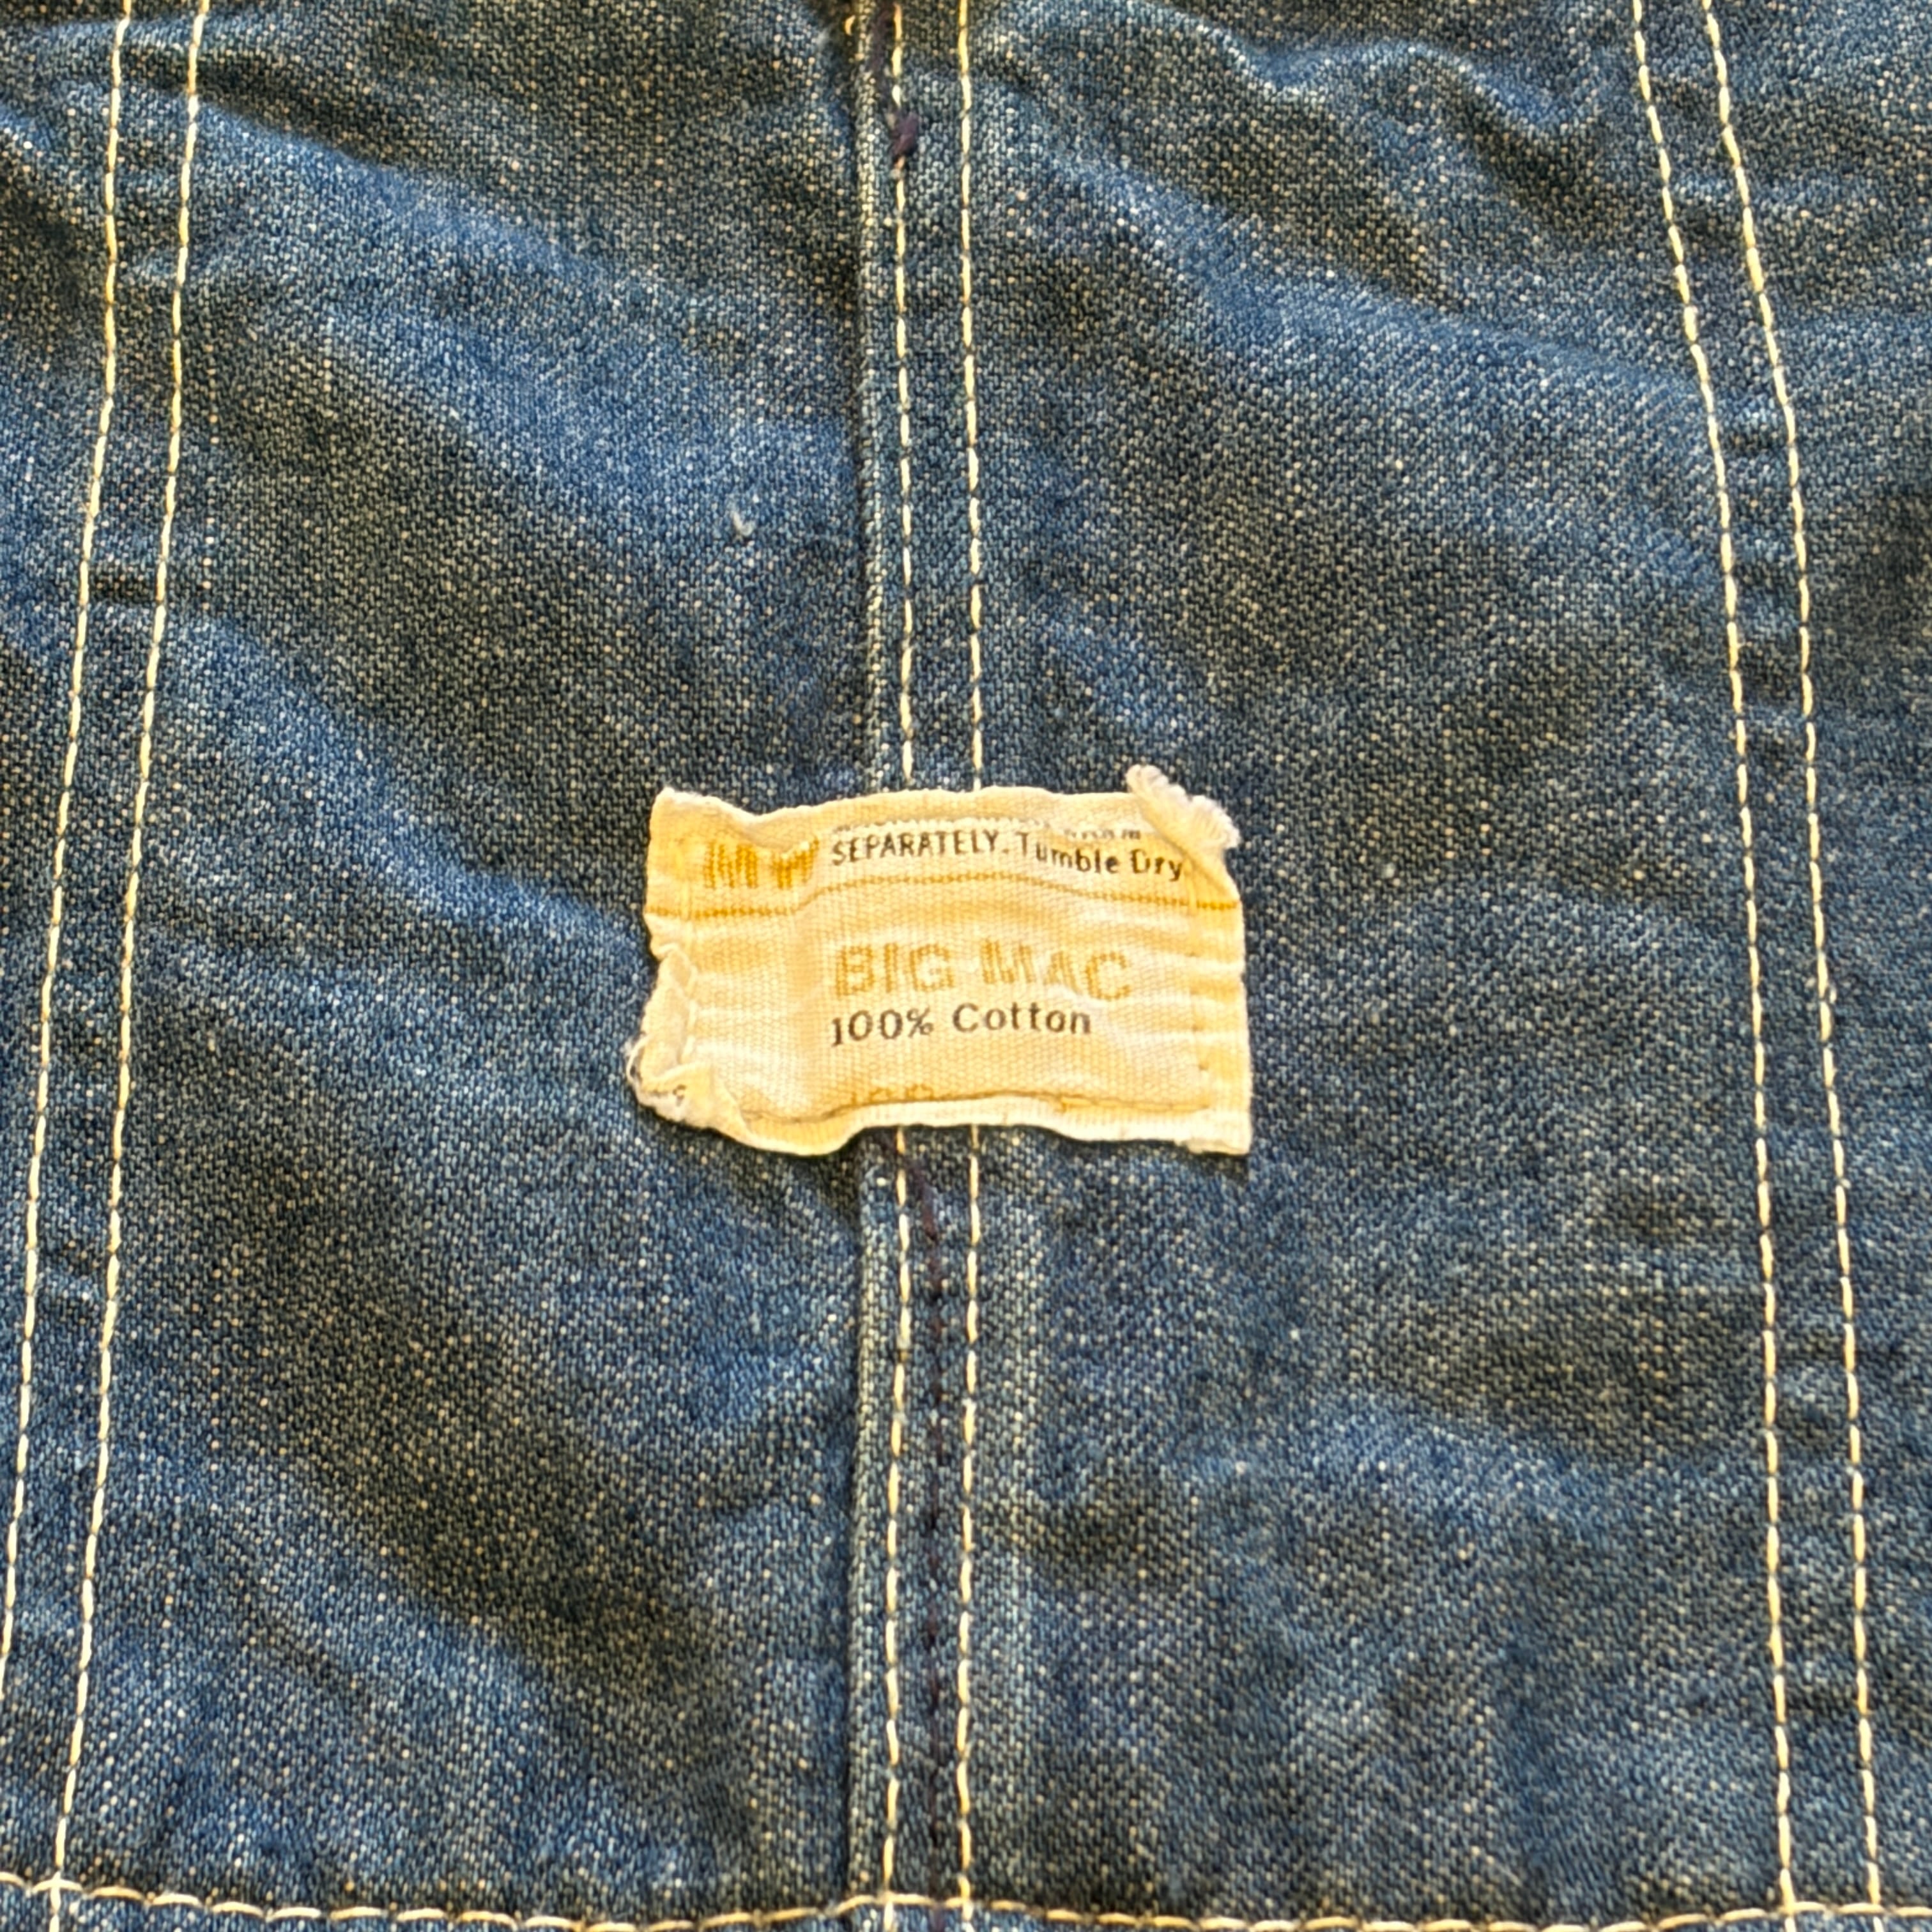 SEPARATELY. Tumble Dry
BIG MAC
100% Cotton